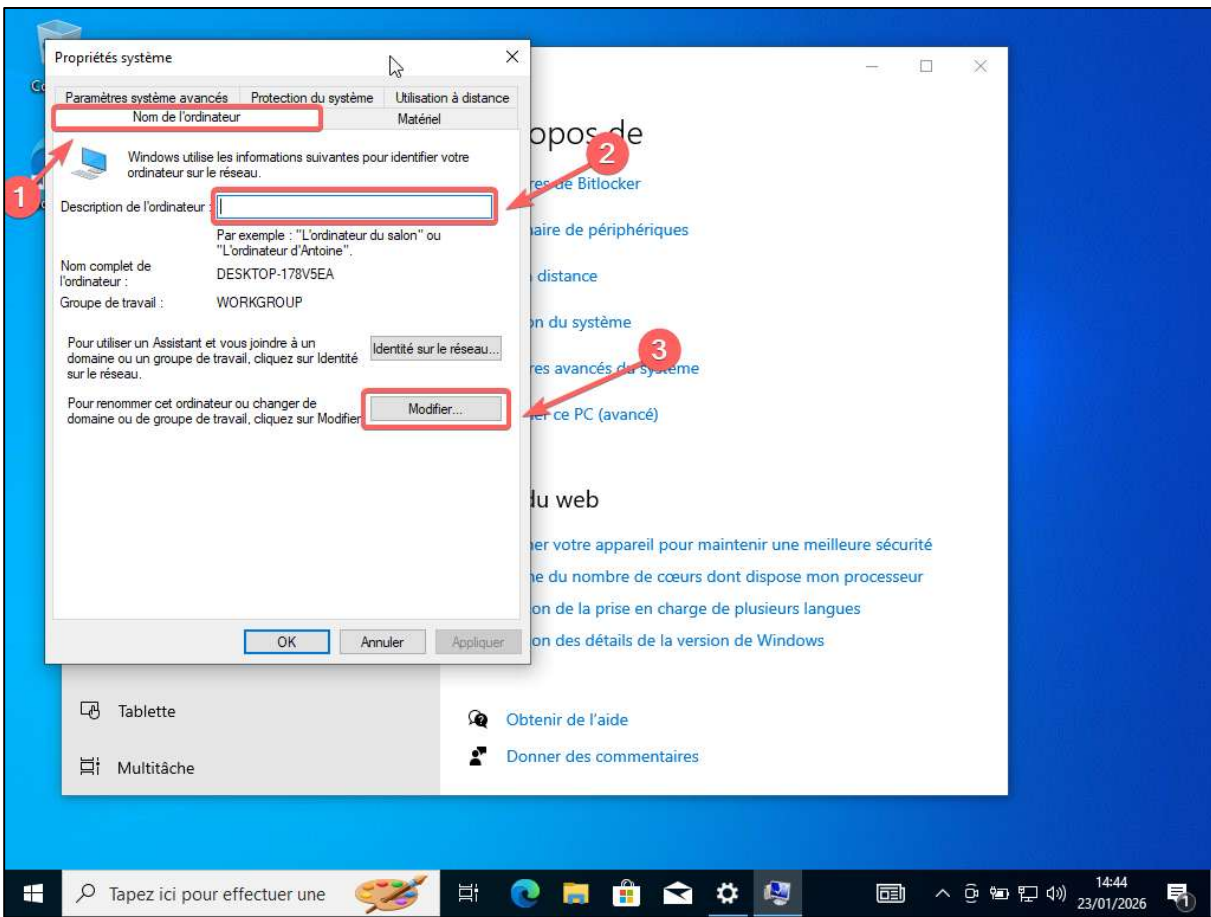 Propriétés système
Paramètres système avancés Protection du système Utilisation à distance
Nom de l'ordinateur Matériel
1
Windows utilise les informations suivantes pour identifier votre
ordinateur sur le réseau.
Description de l'ordinateur :
2
Par exemple : "L'ordinateur du salon" ou
"L'ordinateur d'Antoine".
Nom complet de
l'ordinateur :
DESKTOP-178V5EA
Groupe de travail : WORKGROUP
Pour utiliser un Assistant et vous joindre à un
domaine ou un groupe de travail, cliquez sur Identité
sur le réseau.
Identité sur le réseau...
3
Pour renommer cet ordinateur ou changer de
domaine ou de groupe de travail, cliquez sur Modifier
Modifier...
OK Annuler Appliquer
opos de
res de Bitlocker
naire de périphériques
distance
on du système
res avancés du système
er ce PC (avancé)
du web
ner votre appareil pour maintenir une meilleure sécurité
ne du nombre de cœurs dont dispose mon processeur
on de la prise en charge de plusieurs langues
on des détails de la version de Windows
Tablette
Multitâche
Obtenir de l'aide
Donner des commentaires
Tapez ici pour effectuer une
14:44
23/01/2026
1